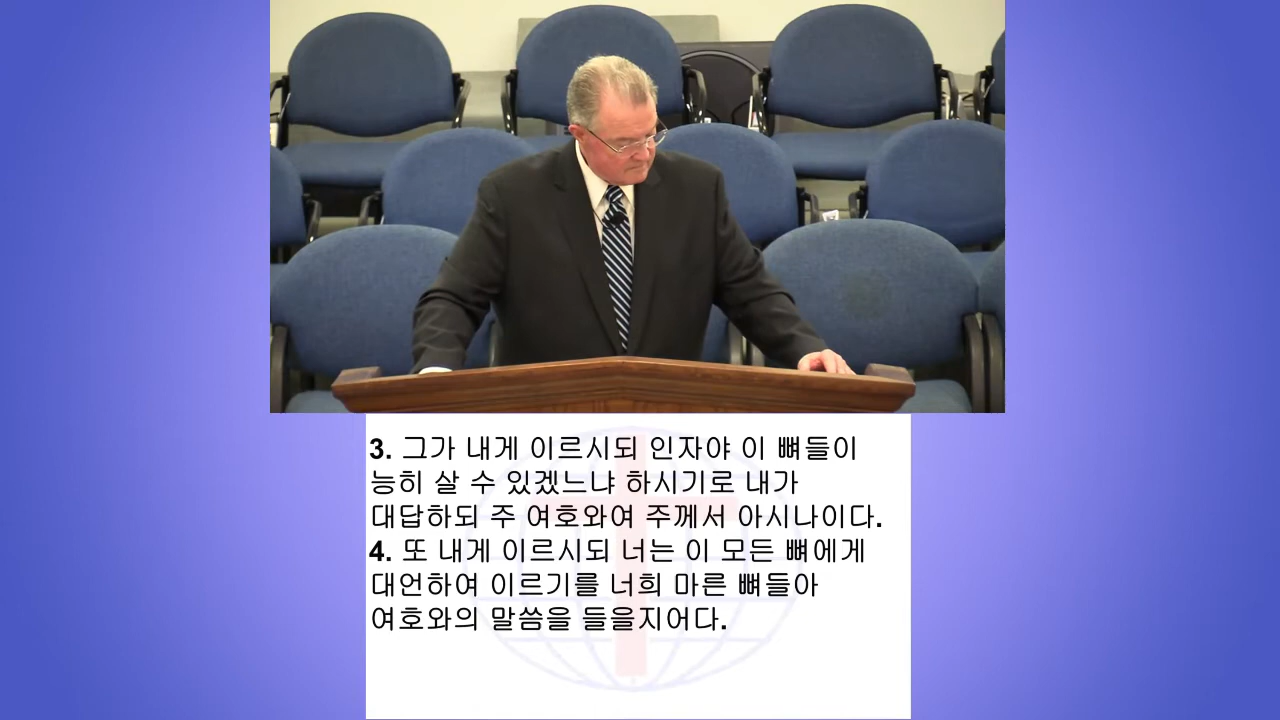 3. 그가 내게 이르시되 인자야 이 뼈들이
능히 살 수 있겠느냐 하시기로 내가
대답하되 주 여호와여 주께서 아시나이다.
4. 또 내게 이르시되 너는 이 모든 뼈에게
대언하여 이르기를 너희 마른 뼈들아
여호와의 말씀을 들을지어다.